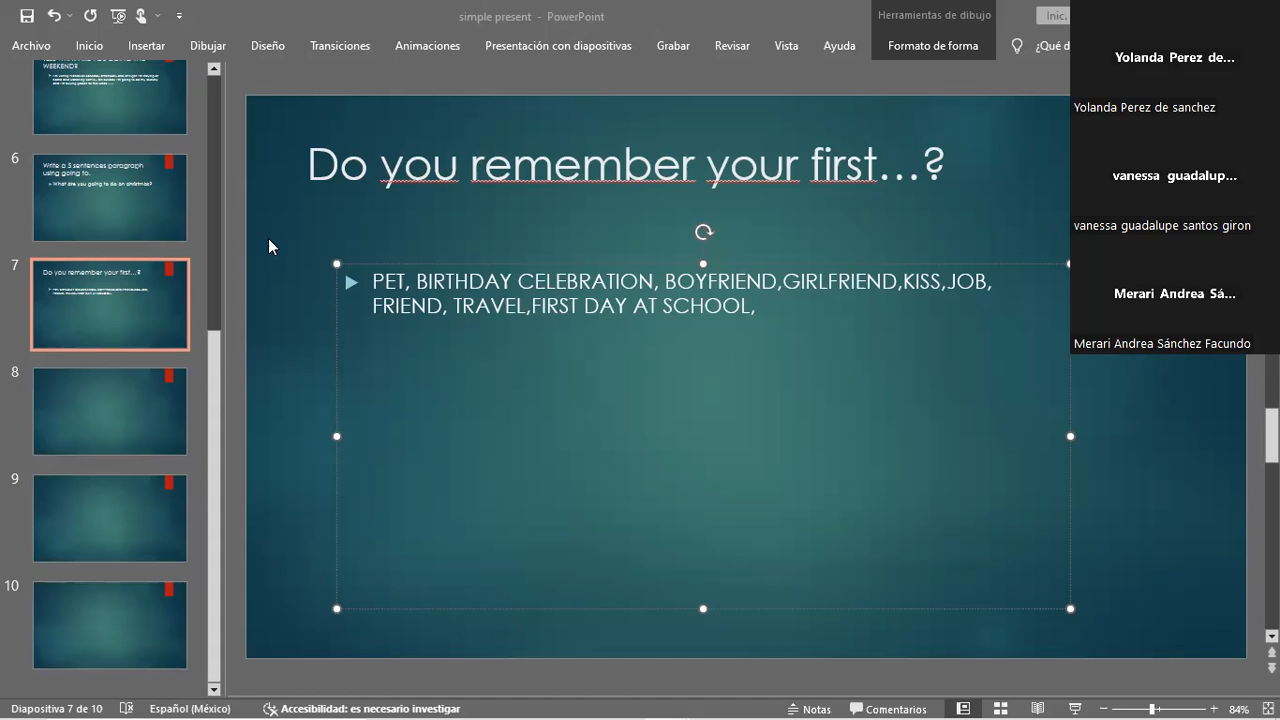 simple present - PowerPoint
Herramientas de dibujo
Inic.
Archivo
Inicio
Insertar
Dibujar
Diseño
Transiciones
Animaciones
Presentación con diapositivas
Grabar
Revisar
Vista
Ayuda
Formato de forma
¿Qué d
Yolanda Perez de...
Yolanda Perez de sanchez
vanessa guadalup...
vanessa guadalupe santos giron
Merari Andrea Sá...
Merari Andrea Sánchez Facundo
WEEKEND?
6
Write a 5 sentences paragraph
using going to.
What are you going to do on christmas?
7
Do you remember your first...?
8
9
10
Do you remember your first...?
PET, BIRTHDAY CELEBRATION, BOYFRIEND,GIRLFRIEND,KISS,JOB,
FRIEND, TRAVEL,FIRST DAY AT SCHOOL,
Diapositiva 7 de 10
Español (México)
Accesibilidad: es necesario investigar
Notas
Comentarios
84%